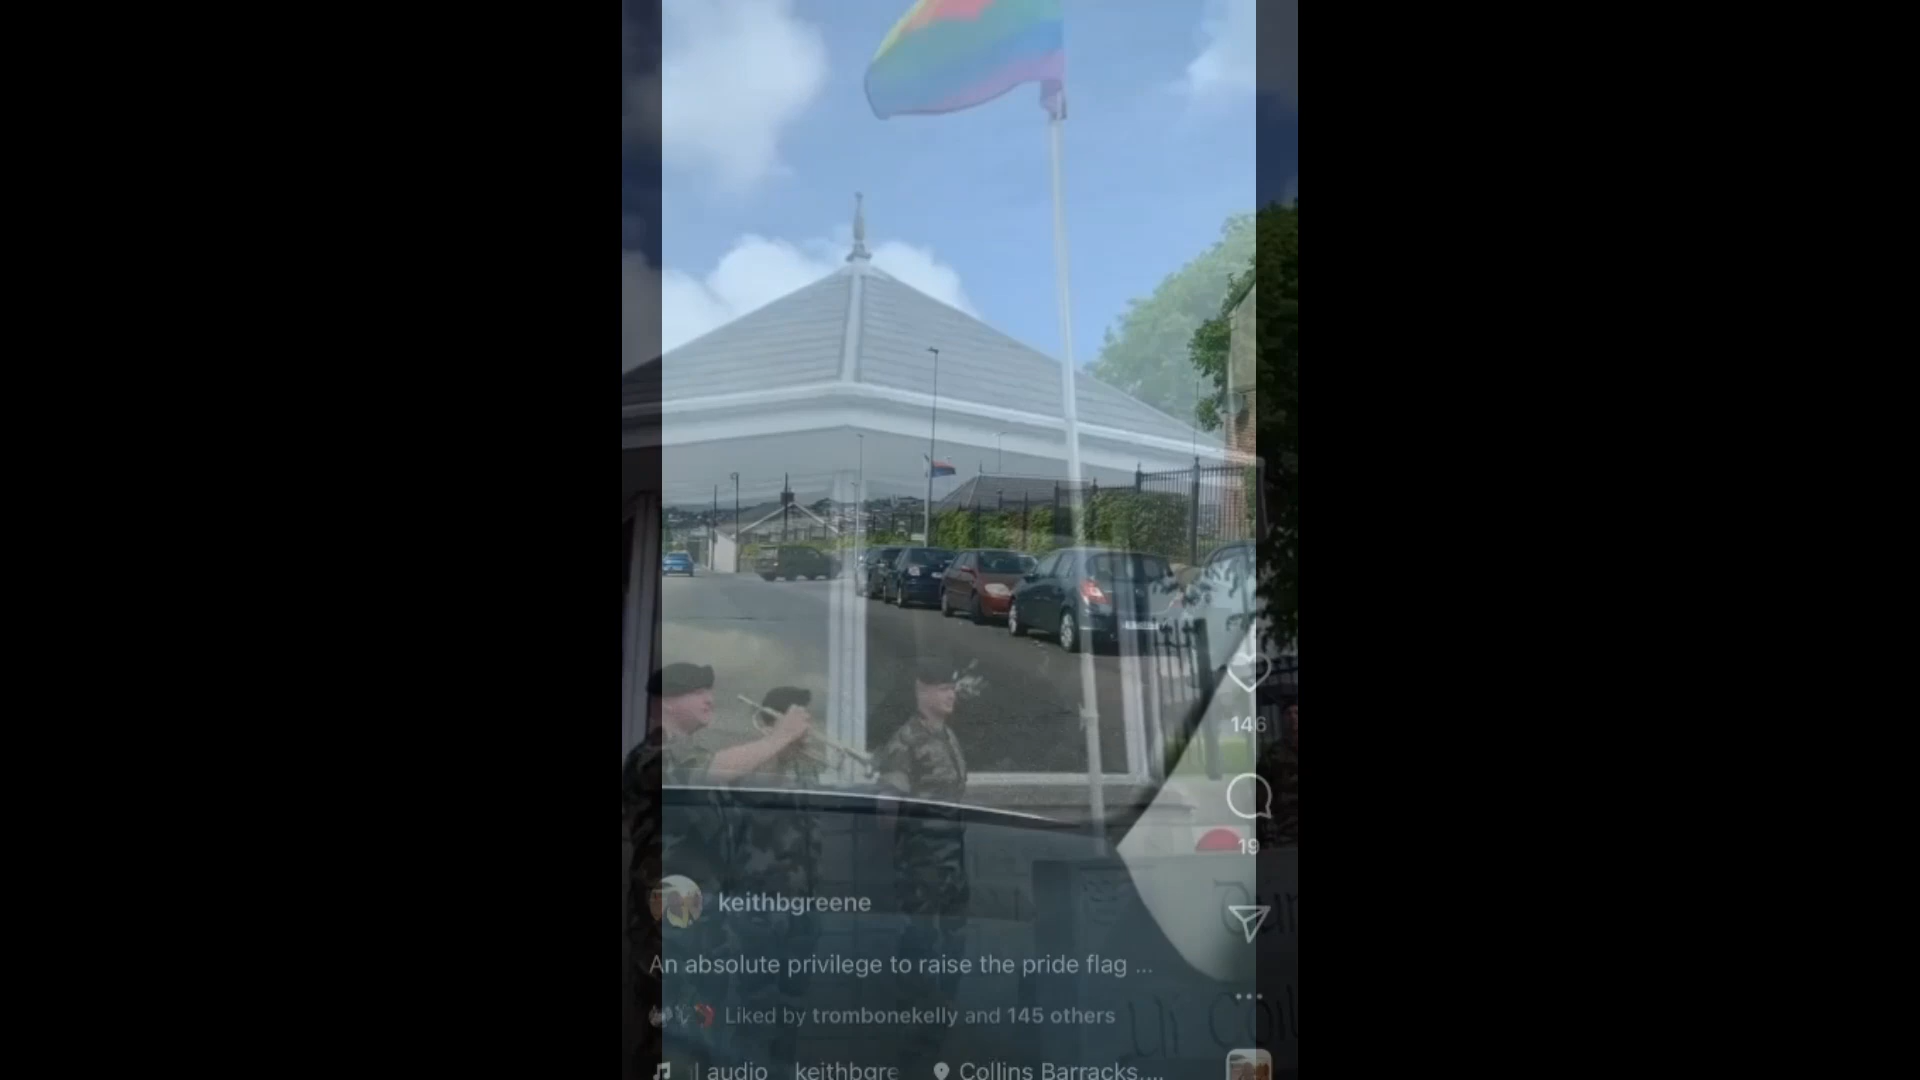 146
19
keithbgreene
An absolute privilege to raise the pride flag ...
Liked by trombonekelly and 145 others
l audio keithbgre
Collins Barracks,...